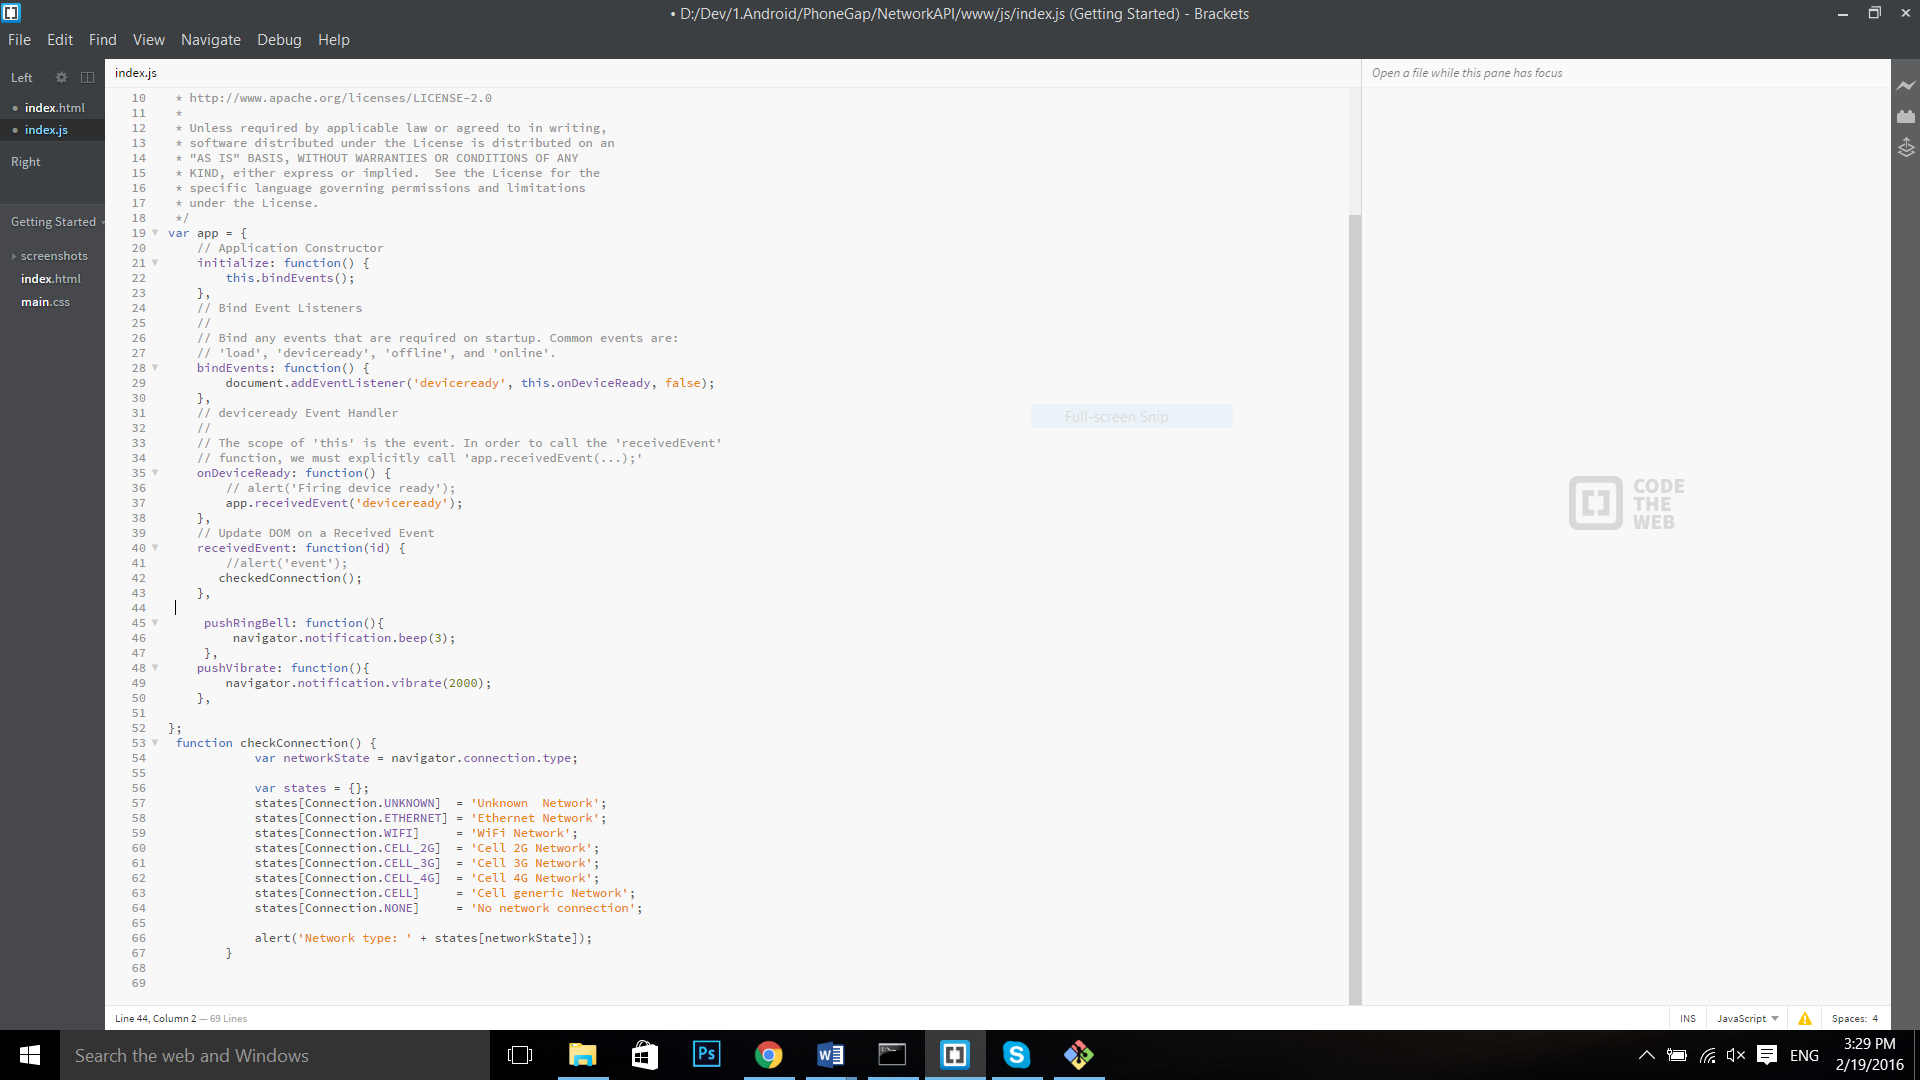 • D:/Dev/1.Android/PhoneGap/NetworkAPI/www/js/index.js (Getting Started) - Brackets
File Edit Find View Navigate Debug Help
Left
index.html
index.js
Right
Getting Started
screenshots
index.html
main.css
index.js
10 * http://www.apache.org/licenses/LICENSE-2.0
11 *
12 * Unless required by applicable law or agreed to in writing,
13 * software distributed under the License is distributed on an
14 * "AS IS" BASIS, WITHOUT WARRANTIES OR CONDITIONS OF ANY
15 * KIND, either express or implied.  See the License for the
16 * specific language governing permissions and limitations
17 * under the License.
18 */
19 var app = {
20     // Application Constructor
21     initialize: function() {
22         this.bindEvents();
23     },
24     // Bind Event Listeners
25     //
26     // Bind any events that are required on startup. Common events are:
27     // 'load', 'deviceready', 'offline', and 'online'.
28     bindEvents: function() {
29         document.addEventListener('deviceready', this.onDeviceReady, false);
30     },
31     // deviceready Event Handler
32     //
33     // The scope of 'this' is the event. In order to call the 'receivedEvent'
34     // function, we must explicitly call 'app.receivedEvent(...);'
35     onDeviceReady: function() {
36         // alert('Firing device ready');
37         app.receivedEvent('deviceready');
38     },
39     // Update DOM on a Received Event
40     receivedEvent: function(id) {
41         //alert('event');
42        checkedConnection();
43     },
44
45      pushRingBell: function(){
46          navigator.notification.beep(3);
47      },
48     pushVibrate: function(){
49         navigator.notification.vibrate(2000);
50     },
51
52 };
53  function checkConnection() {
54             var networkState = navigator.connection.type;
55
56             var states = {};
57             states[Connection.UNKNOWN]  = 'Unknown  Network';
58             states[Connection.ETHERNET] = 'Ethernet Network';
59             states[Connection.WIFI]     = 'WiFi Network';
60             states[Connection.CELL_2G]  = 'Cell 2G Network';
61             states[Connection.CELL_3G]  = 'Cell 3G Network';
62             states[Connection.CELL_4G]  = 'Cell 4G Network';
63             states[Connection.CELL]     = 'Cell generic Network';
64             states[Connection.NONE]     = 'No network connection';
65
66             alert('Network type: ' + states[networkState]);
67         }
68
69
Full-screen Snip
Open a file while this pane has focus
CODE
THE
WEB
Line 44, Column 2 — 69 Lines
INS JavaScript Spaces: 4
Search the web and Windows
Ps
ENG
3:29 PM
2/19/2016